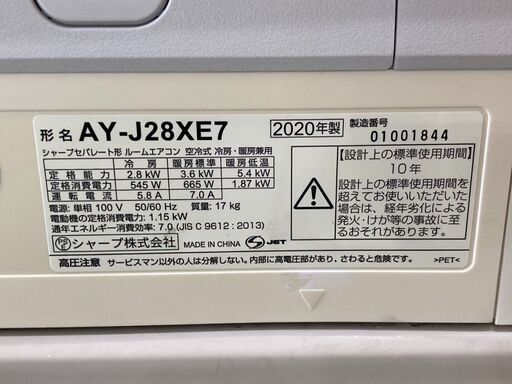 形名 AY-J28XE7 2020年製 製造番号 01001844
シャープセパレート形 ルームエアコン 空冷式 冷房・暖房兼用
冷房 暖房標準 暖房低温
定格能力 2.8 kW 3.6 kW 5.4 kW
定格消費電力 545 W 665 W 1.87 kW
運転電流 5.8 A 7.0 A
電源: 単相 100 V 50/60 Hz 質量: 17 kg
電動機の定格消費電力: 1.15 kW
通年エネルギー消費効率: 7.0 (JIS C 9612 : 2013)
シャープ株式会社 MADE IN CHINA S JET
【設計上の標準使用期間】
10 年
設計上の標準使用期間を
超えてお使いいただいた
場合は、経年劣化による
発火・けが等の事故に至
るおそれがあります。
高圧注意 サービスマン以外の人は分解しない。内部に高電圧部があり、さわると危険です。 >PET<